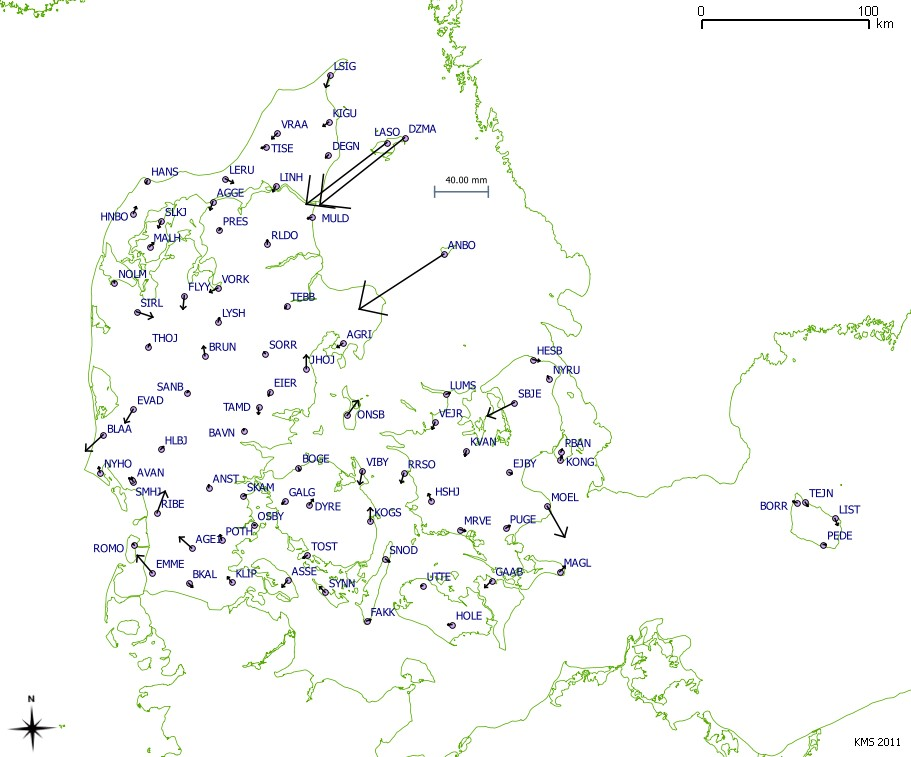 0 100
km
LSIG
KIGU
VRAA
LASO DZMA
TISE DEGN
HANS LERU LINH
40.00 mm
AGGE
HNBO SLKJ MULD
PRES
MALH RLDO
ANBO
NOLM
FLYY VORK
SIRL TEBB
LYSH
THOJ BRUN SORR AGRI
JHOJ HESB
NYRU
SANB EIER LUMS SBJE
EVAD TAMD ONSB
BLAA BAVN VEJR
HLBJ KVAN PBAN
NYHO AVAN BOGE VIBY RRSO EJBY KONG
SMHJ ANST SKAM GALG HSHJ
RIBE DYRE MOEL BORR TEJN
OSBY KOGS LIST
AGEJ POTH MRVE PUGE
ROMO TOST SNOD PEDE
EMME BKAL KLIP ASSE SYNN UTTE GAAB MAGL
FAKK HOLE
N
KMS 2011